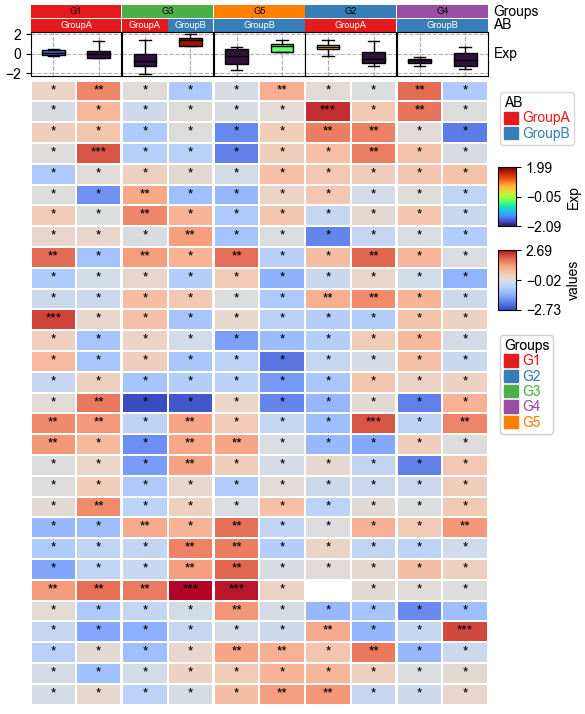 G1 G3 G5 G2 G4 Groups
GroupA GroupA GroupB GroupB GroupA GroupB AB
2
0
−2
Exp
AB
GroupA
GroupB
1.99
−0.05
−2.09
Exp
2.69
−0.02
−2.73
values
Groups
G1
G2
G3
G4
G5